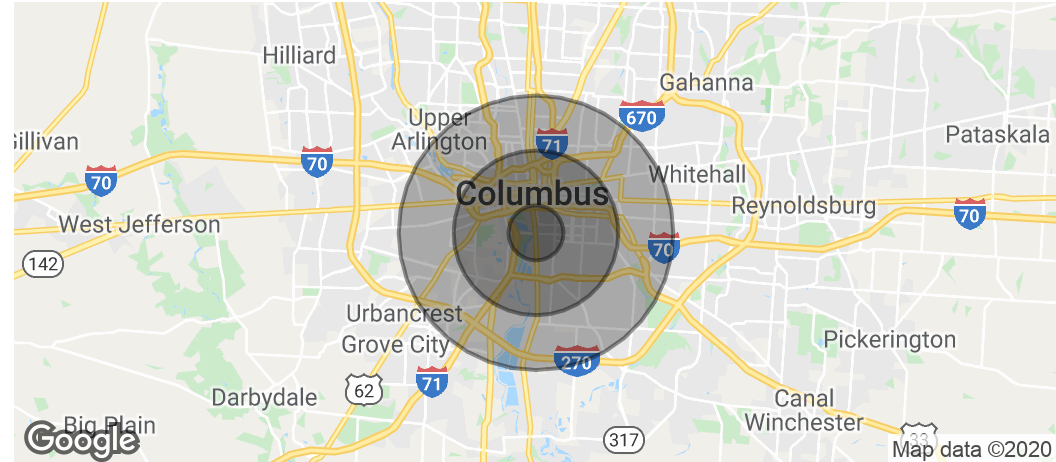 Hilliard
Gahanna
Upper
Arlington
670
71
Gillivan
Pataskala
70
70
Whitehall
Columbus
Reynoldsburg
70
West Jefferson
70
142
Urbancrest
Grove City
Pickerington
270
71
62
Darbydale
Canal
Winchester
Big Plain
317
33
Google
Map data ©2020